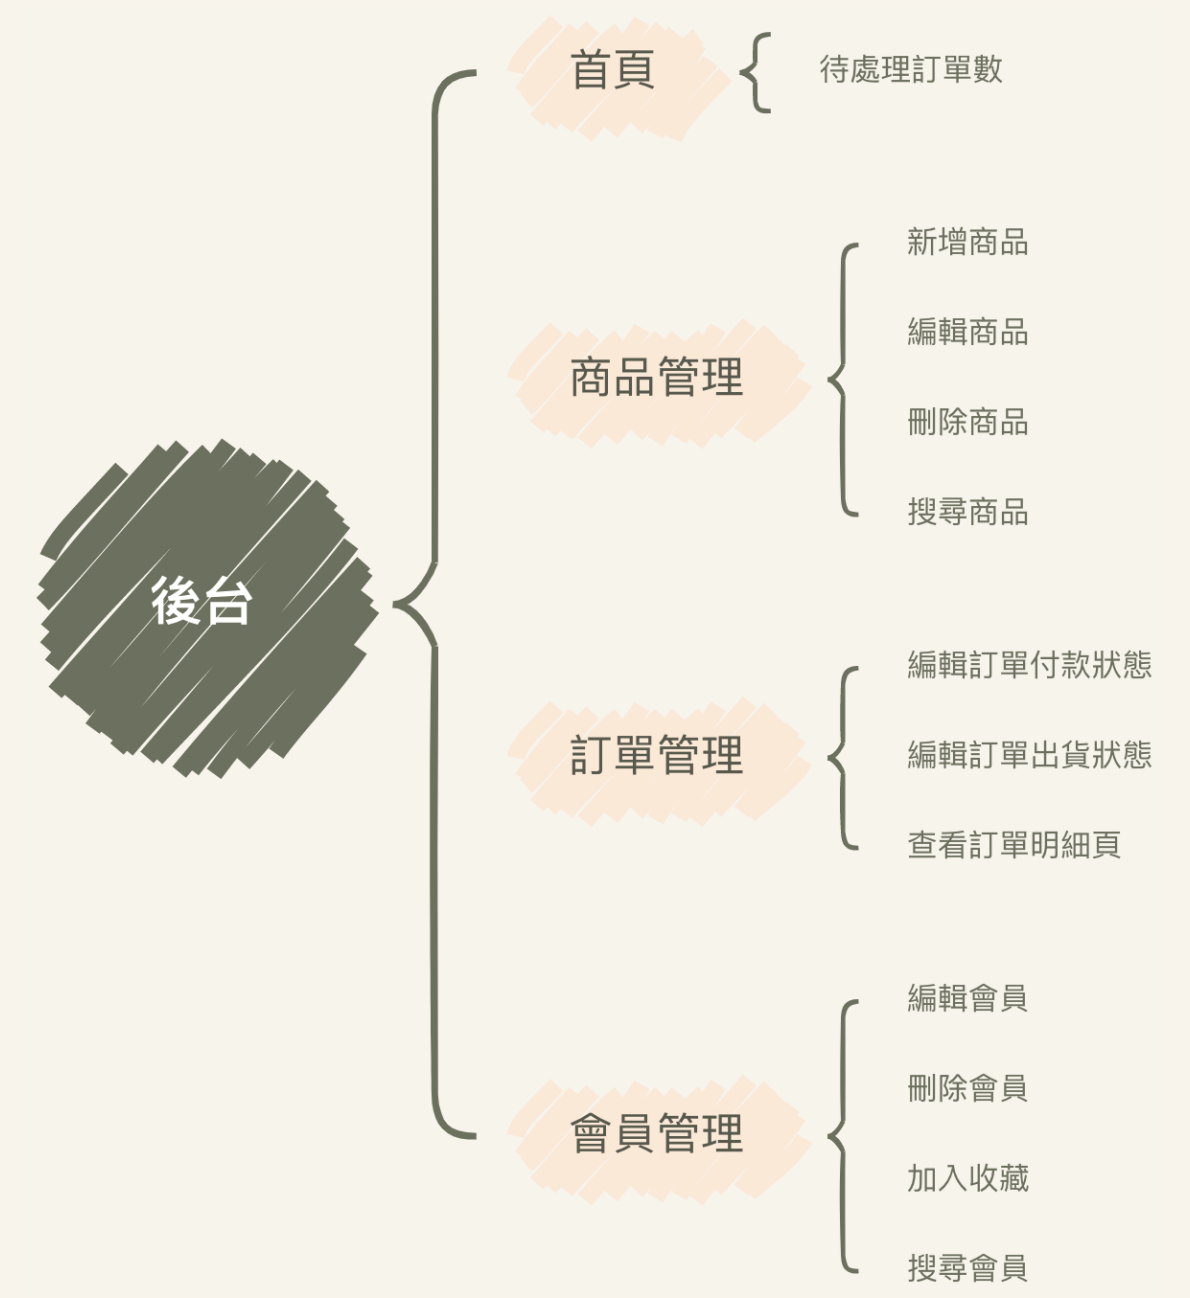 後台
首頁
待處理訂單數
商品管理
新增商品
編輯商品
刪除商品
搜尋商品
訂單管理
編輯訂單付款狀態
編輯訂單出貨狀態
查看訂單明細頁
會員管理
編輯會員
刪除會員
加入收藏
搜尋會員